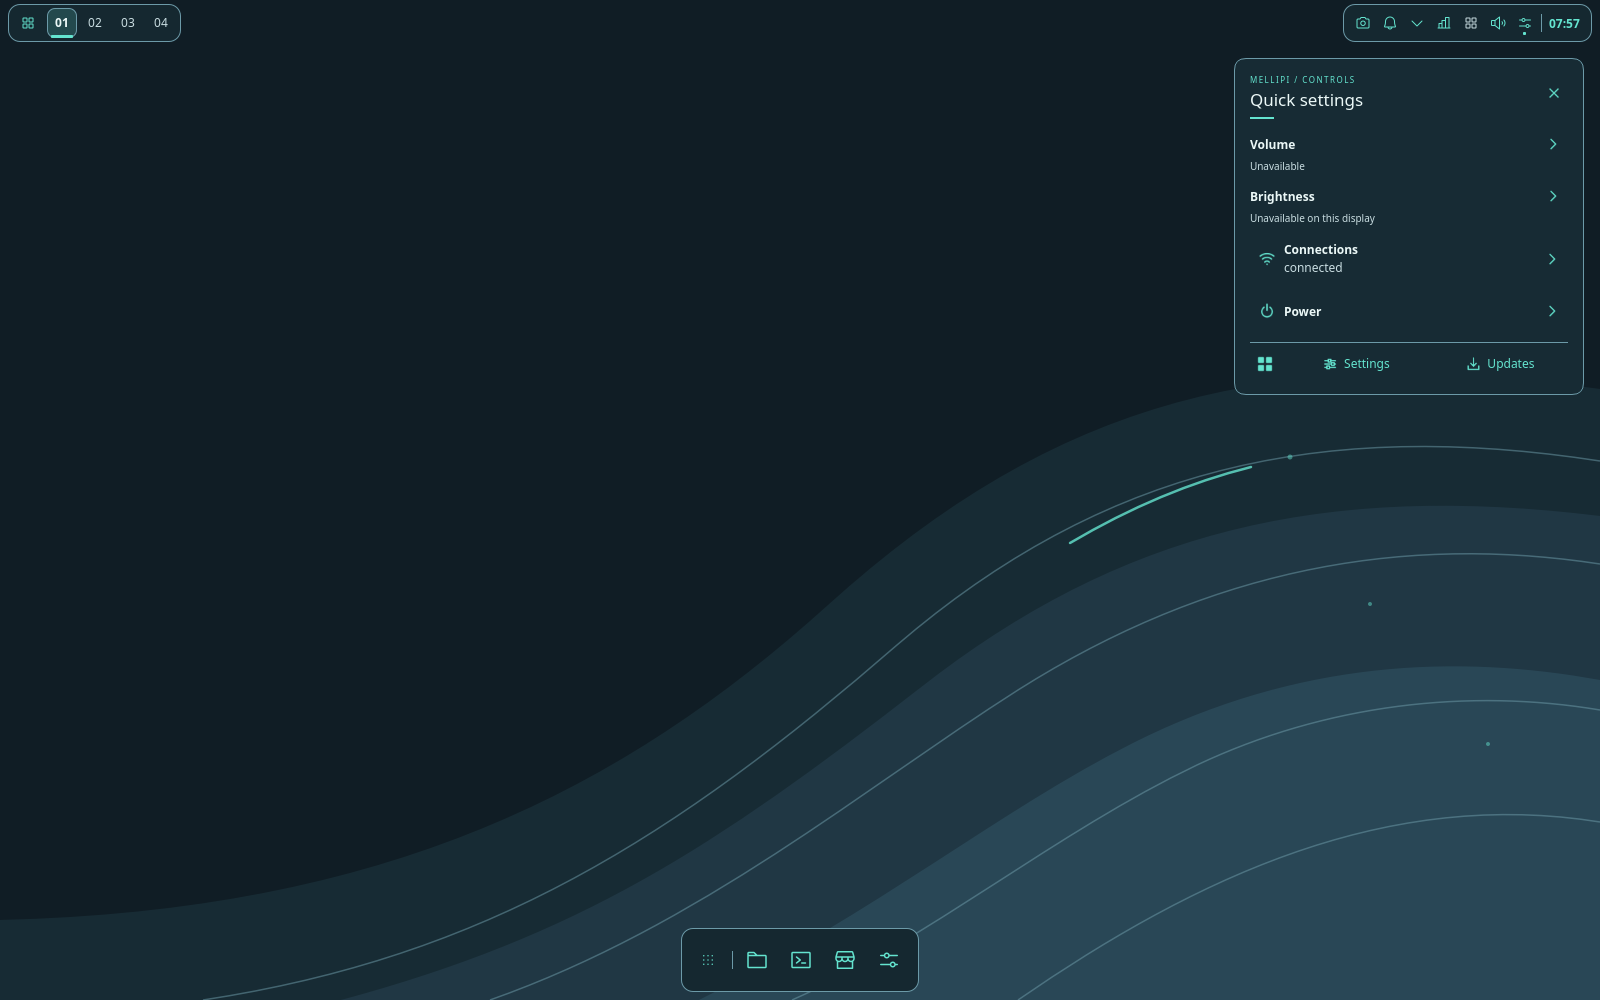 01 02 03 04
07:57
MELLIPI / CONTROLS
Quick settings
Volume
Unavailable
Brightness
Unavailable on this display
Connections
connected
Power
Settings Updates